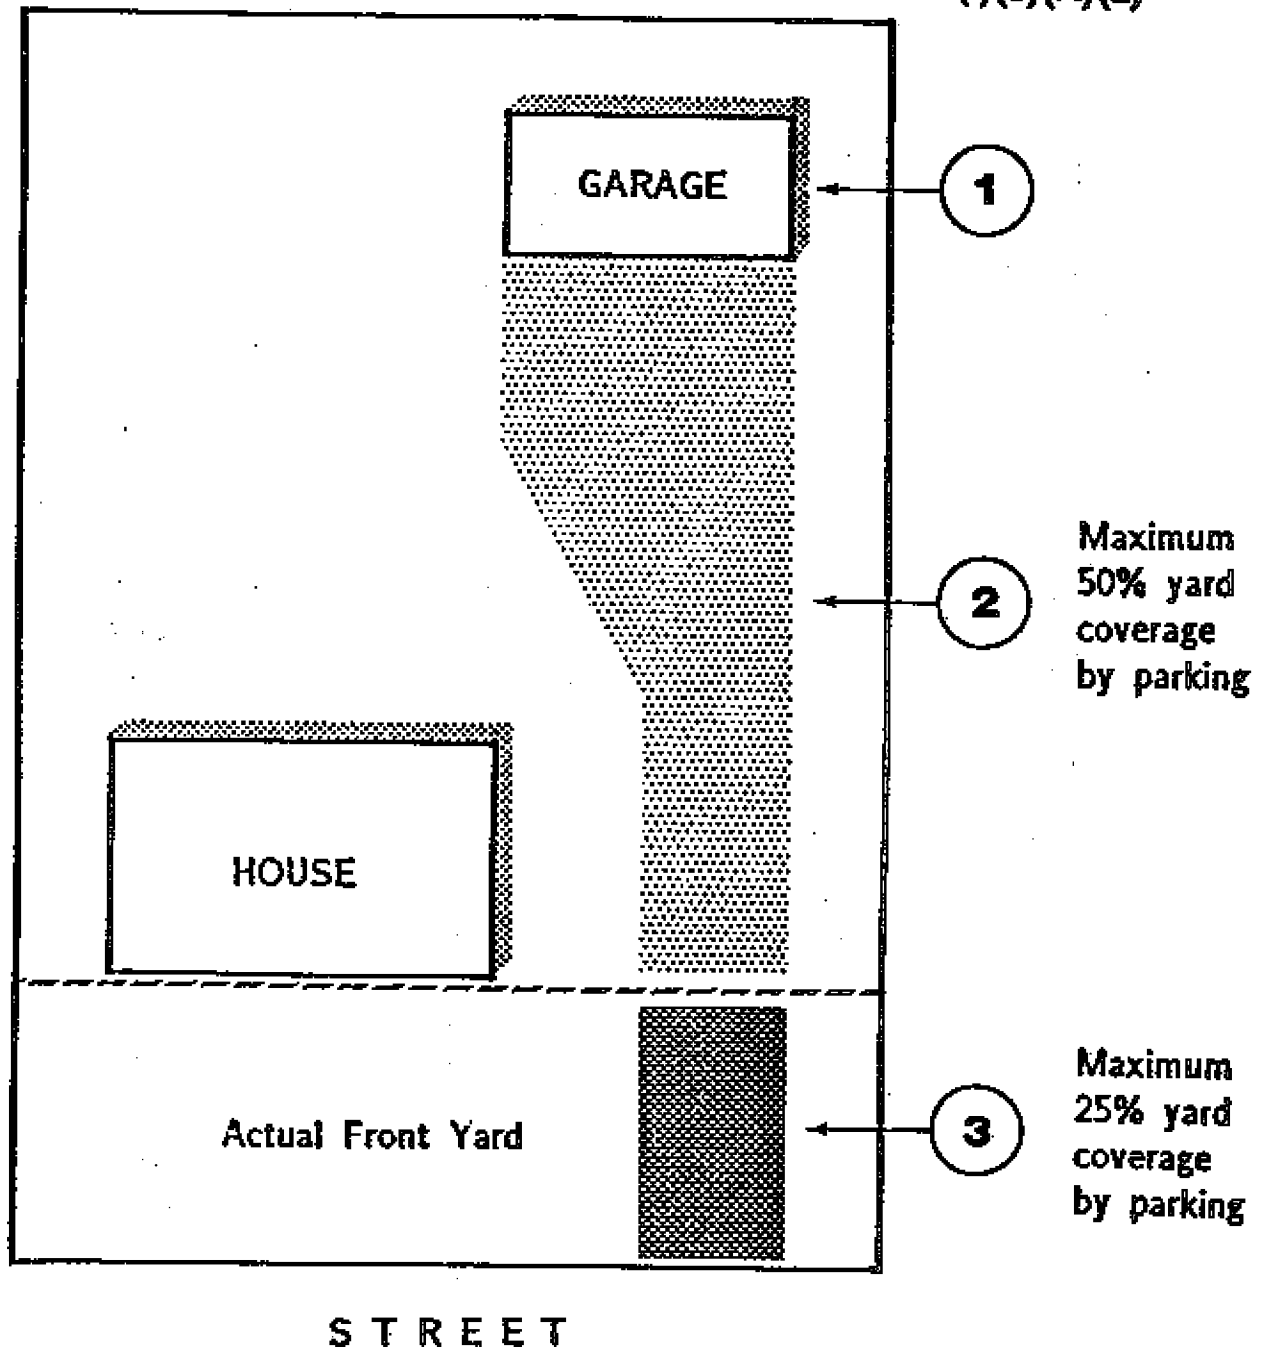 GARAGE
1
Maximum
50% yard
coverage
by parking
2
HOUSE
Maximum
25% yard
coverage
by parking
3
Actual Front Yard
STREET